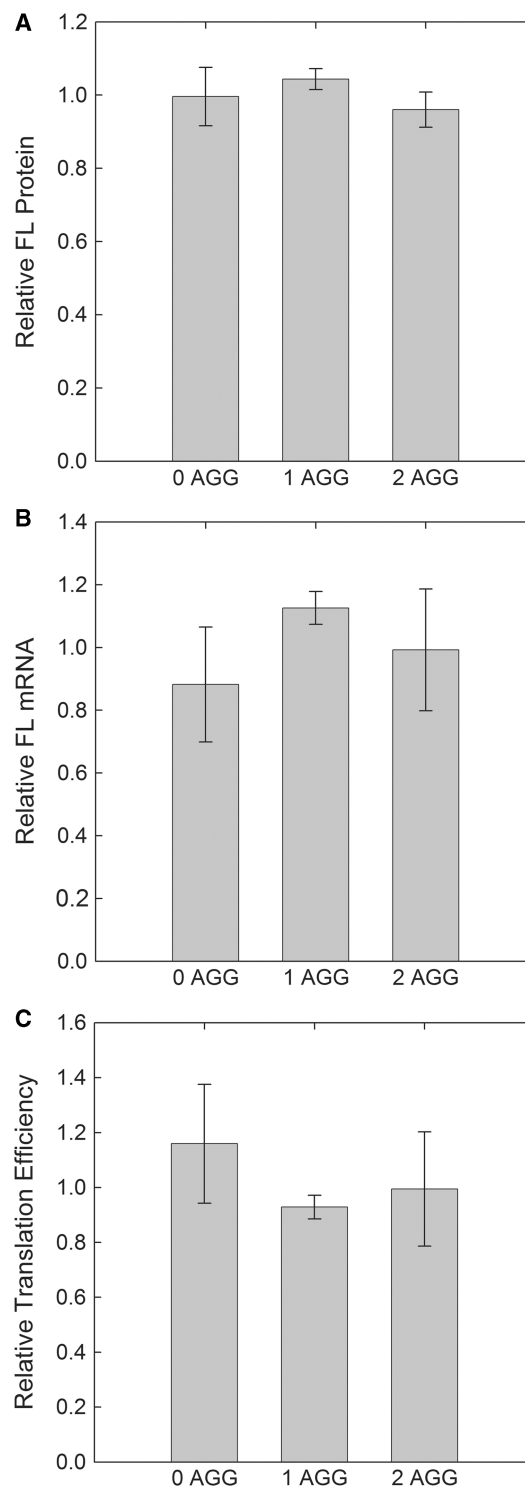 A
Relative FL Protein
1.2
1.0
0.8
0.6
0.4
0.2
0.0
0 AGG 1 AGG 2 AGG
B
Relative FL mRNA
1.4
1.2
1.0
0.8
0.6
0.4
0.2
0.0
0 AGG 1 AGG 2 AGG
C
Relative Translation Efficiency
1.6
1.4
1.2
1.0
0.8
0.6
0.4
0.2
0.0
0 AGG 1 AGG 2 AGG